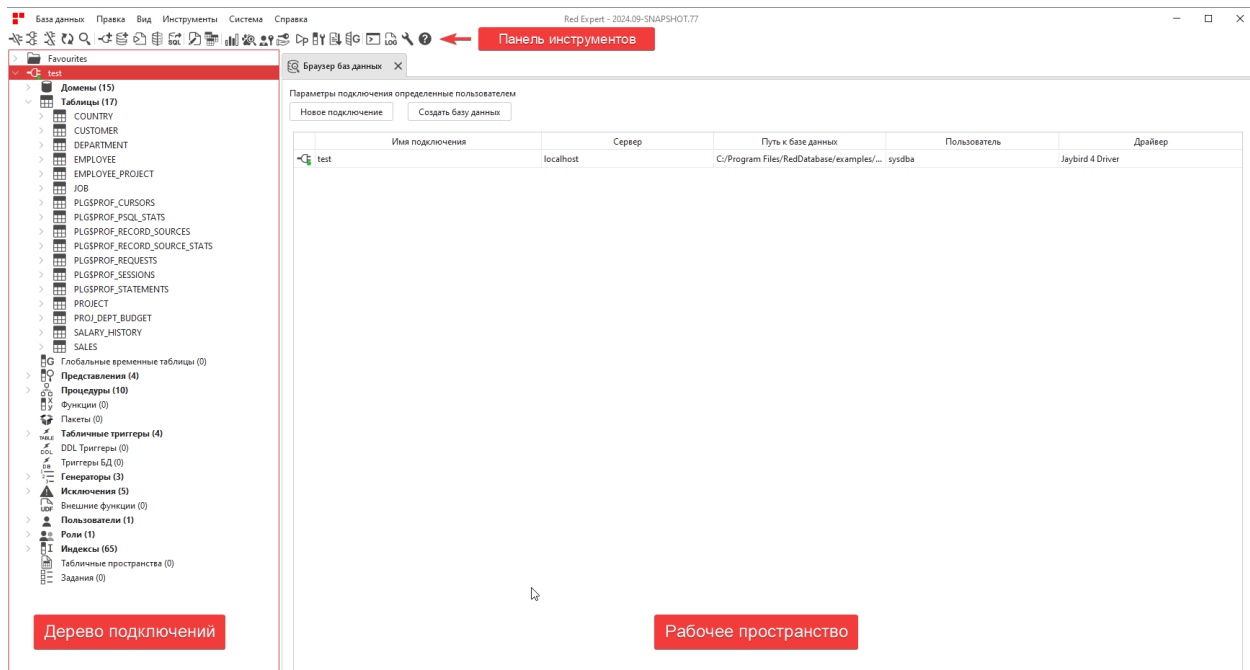 База данных Правка Вид Инструменты Система Справка
Red Expert - 2024.09-SNAPSHOT.77
Панель инструментов
Favourites
test
Домены (15)
Таблицы (17)
COUNTRY
CUSTOMER
DEPARTMENT
EMPLOYEE
EMPLOYEE_PROJECT
JOB
PLG$PROF_CURSORS
PLG$PROF_PSQL_STATS
PLG$PROF_RECORD_SOURCES
PLG$PROF_RECORD_SOURCE_STATS
PLG$PROF_REQUESTS
PLG$PROF_SESSIONS
PLG$PROF_STATEMENTS
PROJECT
PROJ_DEPT_BUDGET
SALARY_HISTORY
SALES
Глобальные временные таблицы (0)
Представления (4)
Процедуры (10)
Функции (0)
Пакеты (0)
Табличные триггеры (4)
DDL Триггеры (0)
Триггеры БД (0)
Генераторы (3)
Исключения (5)
Внешние функции (0)
Пользователи (1)
Роли (1)
Индексы (65)
Табличные пространства (0)
Задания (0)
Дерево подключений
Браузер баз данных
Параметры подключения определенные пользователем
Новое подключение Создать базу данных
Имя подключения Сервер Путь к базе данных Пользователь Драйвер
test localhost C:/Program Files/RedDatabase/examples/... sysdba Jaybird 4 Driver
Рабочее пространство